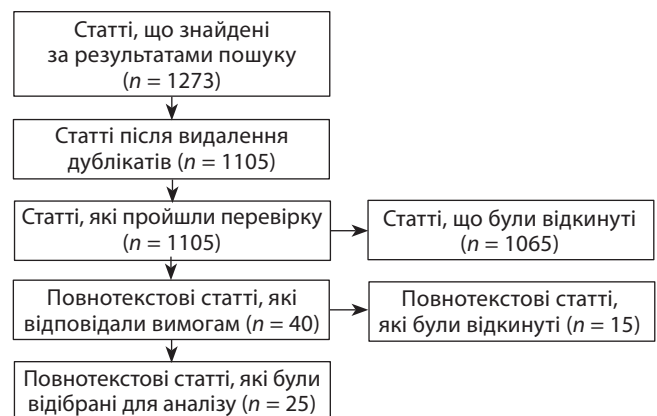 Статті, що знайдені
за результатами пошуку
(n = 1273)
Статті після видалення
дублікатів (n = 1105)
Статті, які пройшли перевірку
(n = 1105)
Статті, що були відкинуті
(n = 1065)
Повнотекстові статті, які
відповідали вимогам (n = 40)
Повнотекстові статті,
які були відкинуті (n = 15)
Повнотекстові статті, які були
відібрані для аналізу (n = 25)